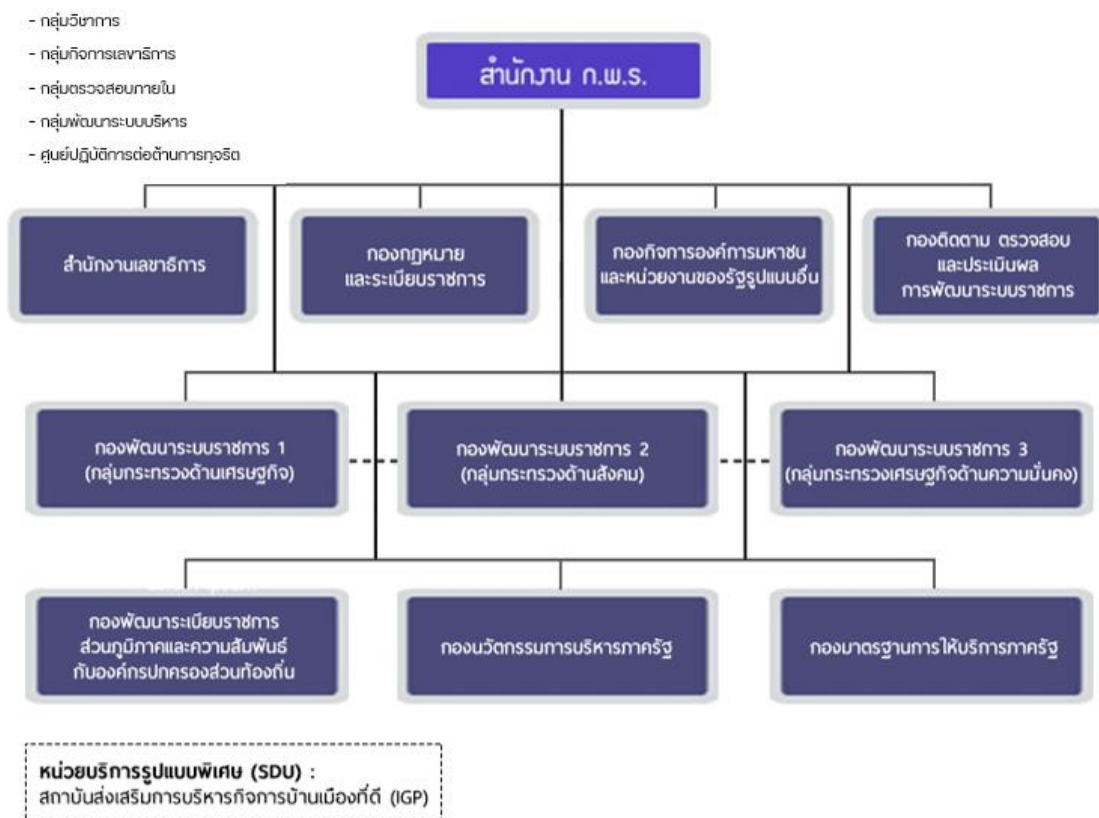 - กลุ่มวิชาการ
- กลุ่มกิจการเลขาธิการ
- กลุ่มตรวจสอบภายใน
- กลุ่มพัฒนาระบบบริหาร
- ศูนย์ปฏิบัติการต่อต้านการทุจริต
สำนักงาน ก.พ.ร.
สำนักงานเลขาธิการ
กองกฎหมาย
และระเบียบราชการ
กองกิจการองค์การมหาชน
และหน่วยงานของรัฐรูปแบบอื่น
กองติดตาม ตรวจสอบ
และประเมินผล
การพัฒนาระบบราชการ
กองพัฒนาระบบราชการ 1
(กลุ่มกระทรวงด้านเศรษฐกิจ)
กองพัฒนาระบบราชการ 2
(กลุ่มกระทรวงด้านสังคม)
กองพัฒนาระบบราชการ 3
(กลุ่มกระทรวงเศรษฐกิจด้านความมั่นคง)
กองพัฒนาระเบียบราชการ
ส่วนภูมิภาคและความสัมพันธ์
กับองค์กรปกครองส่วนท้องถิ่น
กองนวัตกรรมการบริหารภาครัฐ
กองมาตรฐานการให้บริการภาครัฐ
หน่วยบริการรูปแบบพิเศษ (SDU) :
สถาบันส่งเสริมการบริหารกิจการบ้านเมืองที่ดี (IGP)